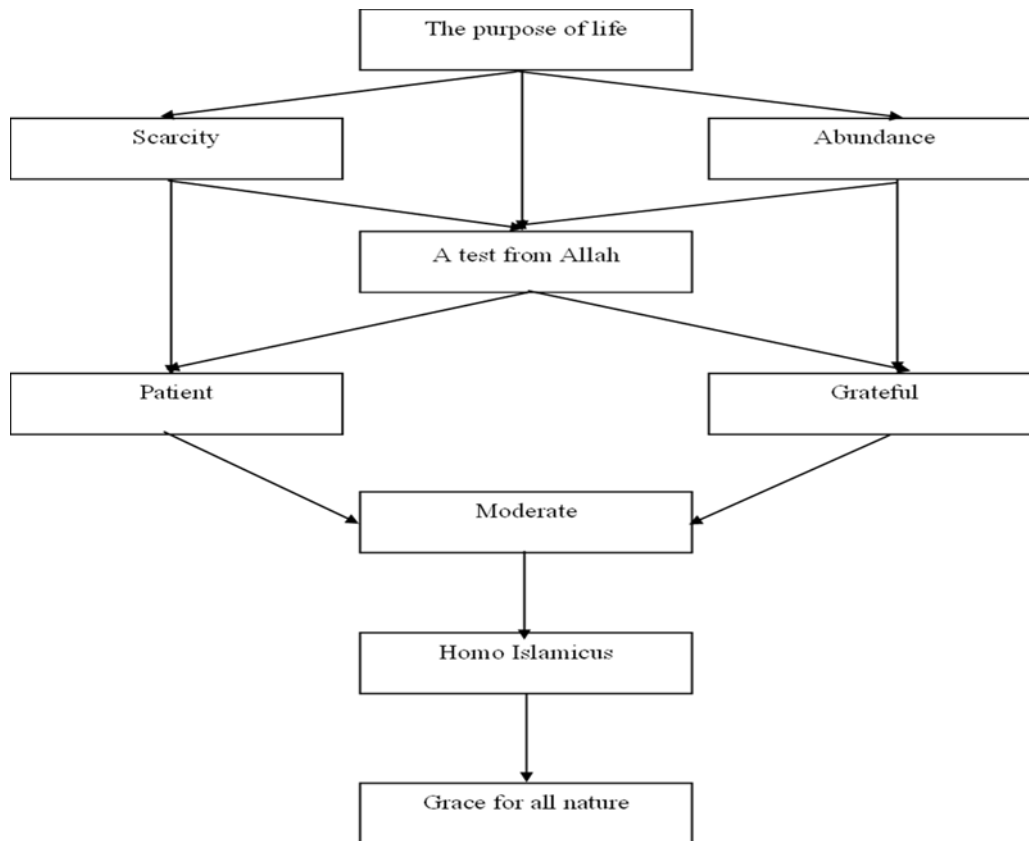 The purpose of life
Scarcity
Abundance
A test from Allah
Patient
Grateful
Moderate
Homo Islamicus
Grace for all nature